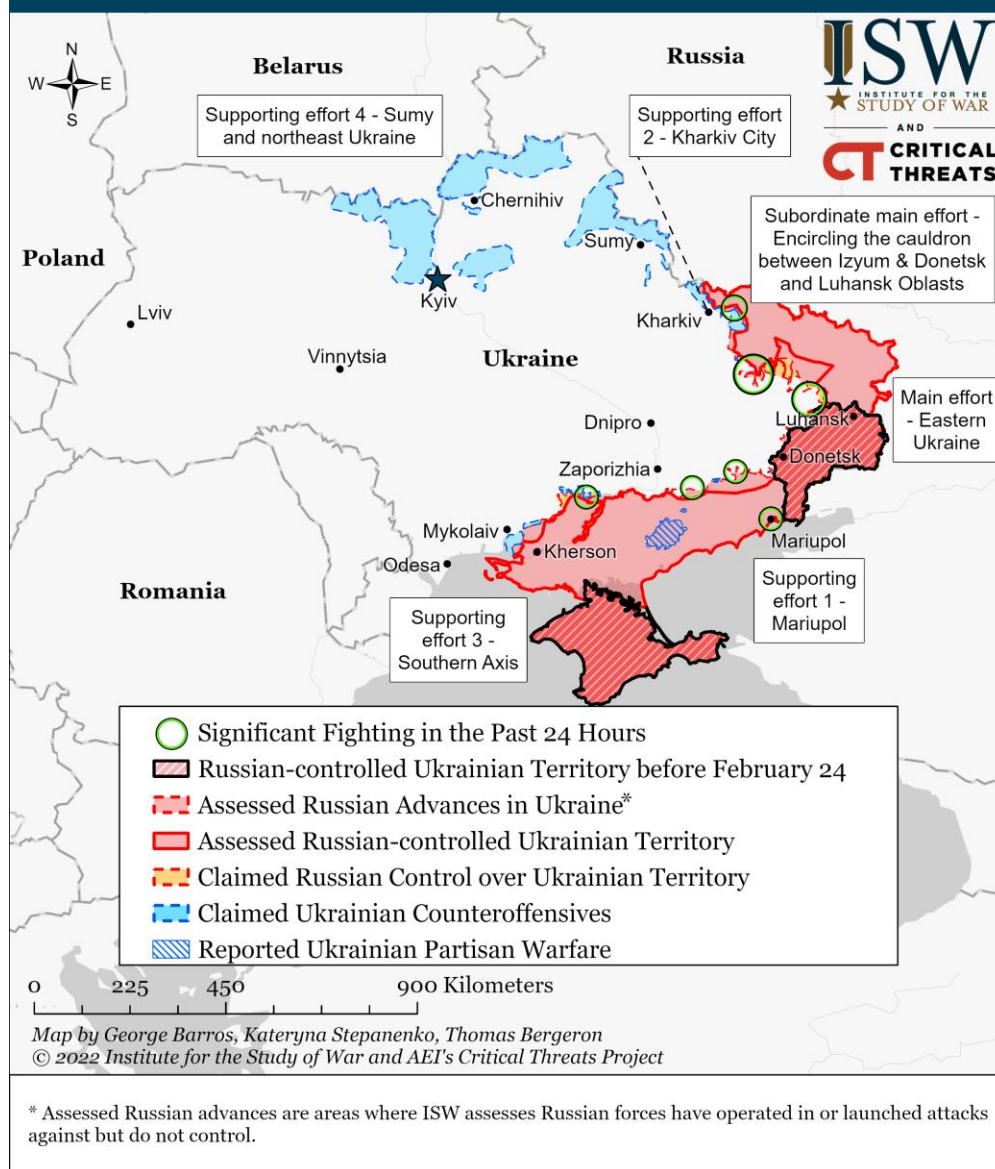 N
W E
S
Belarus
Russia
ISW
INSTITUTE FOR THE
STUDY OF WAR
AND
CT CRITICAL
THREATS
Supporting effort 4 - Sumy
and northeast Ukraine
Supporting effort
2 - Kharkiv City
Chernihiv
Subordinate main effort -
Encircling the cauldron
between Izyum & Donetsk
and Luhansk Oblasts
Sumy
Poland
Kyiv
Lviv
Kharkiv
Ukraine
Vinnytsia
Main effort
- Eastern
Ukraine
Luhansk
Dnipro
Donetsk
Zaporizhia
Mykolaiv
Mariupol
Kherson
Odesa
Romania
Supporting
effort 1 -
Mariupol
Supporting
effort 3 -
Southern Axis
Significant Fighting in the Past 24 Hours
Russian-controlled Ukrainian Territory before February 24
Assessed Russian Advances in Ukraine*
Assessed Russian-controlled Ukrainian Territory
Claimed Russian Control over Ukrainian Territory
Claimed Ukrainian Counteroffensives
Reported Ukrainian Partisan Warfare
0 225 450 900 Kilometers
Map by George Barros, Kateryna Stepanenko, Thomas Bergeron
© 2022 Institute for the Study of War and AEI's Critical Threats Project
* Assessed Russian advances are areas where ISW assesses Russian forces have operated in or launched attacks
against but do not control.